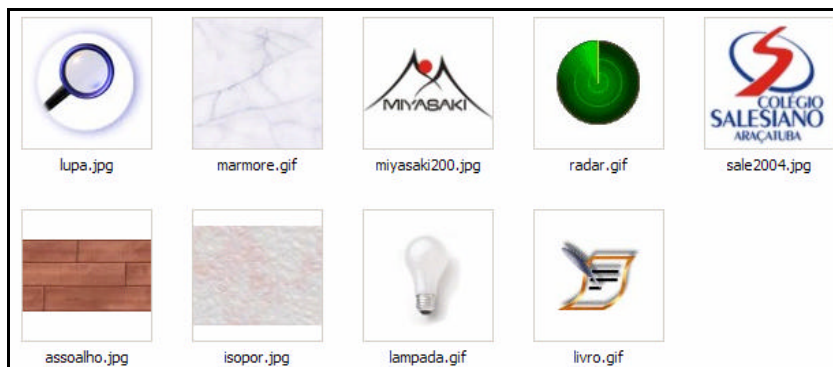 MIYASAKI
COLÉGIO
SALESIANO
ARAÇATUBA
lupa.jpg
marmore.gif
miyasaki200.jpg
radar.gif
sale2004.jpg
assoalho.jpg
isopor.jpg
lampada.gif
livro.gif